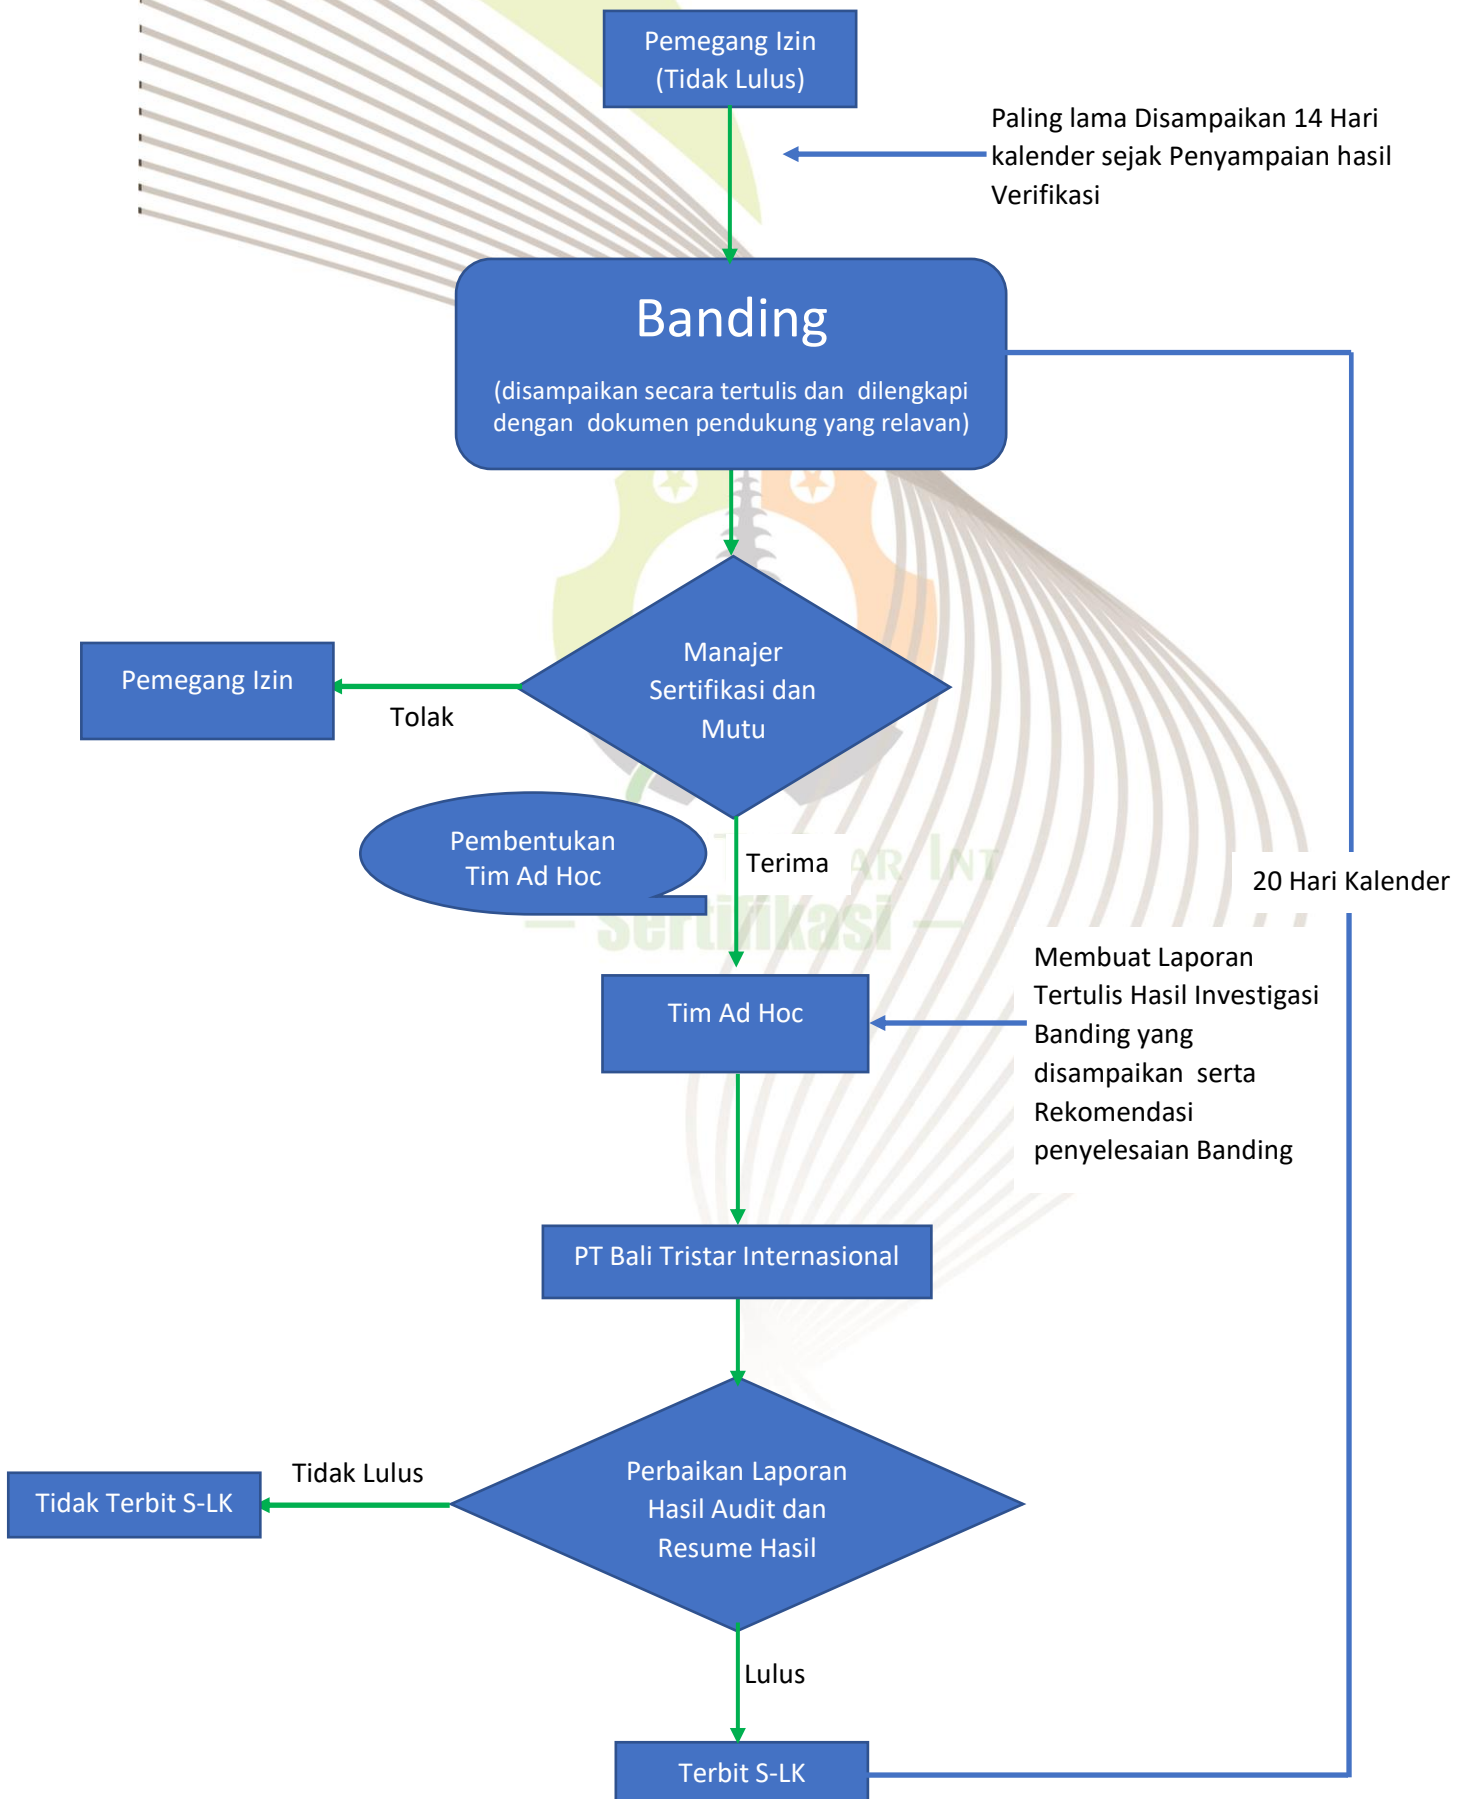 Pemegang Izin
(Tidak Lulus)
Paling lama Disampaikan 14 Hari
kalender sejak Penyampaian hasil
Verifikasi
Banding
(disampaikan secara tertulis dan dilengkapi
dengan dokumen pendukung yang relavan)
Manajer
Sertifikasi dan
Mutu
Pemegang Izin
Tolak
Pembentukan
Tim Ad Hoc
Terima
AR INT
Sertifikasi
20 Hari Kalender
Tim Ad Hoc
Membuat Laporan
Tertulis Hasil Investigasi
Banding yang
disampaikan serta
Rekomendasi
penyelesaian Banding
PT Bali Tristar Internasional
Perbaikan Laporan
Hasil Audit dan
Resume Hasil
Tidak Lulus
Tidak Terbit S-LK
Lulus
Terbit S-LK